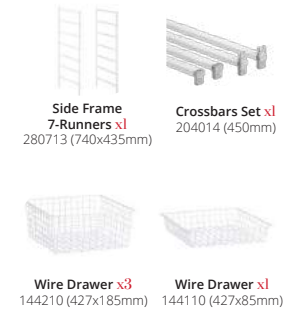 Side Frame
7-Runners x1
280713 (740x435mm)
Crossbars Set x1
204014 (450mm)
Wire Drawer x3
144210 (427x185mm)
Wire Drawer x1
144110 (427x85mm)